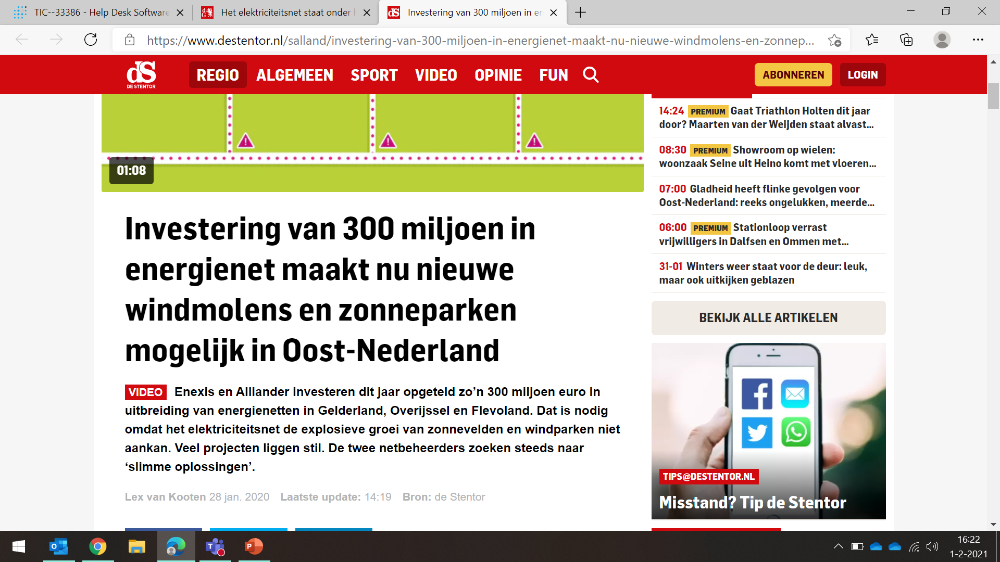 TIC--33386 - Help Desk Software
Het elektriciteitsnet staat onder h
Investering van 300 miljoen in en
https://www.destentor.nl/salland/investering-van-300-miljoen-in-energienet-maakt-nu-nieuwe-windmolens-en-zonnep...
dS
DE STENTOR
REGIO ALGEMEEN SPORT VIDEO OPINIE FUN
ABONNEREN
LOGIN
01:08
Investering van 300 miljoen in
energienet maakt nu nieuwe
windmolens en zonneparken
mogelijk in Oost-Nederland
VIDEO Enexis en Alliander investeren dit jaar opgeteld zo’n 300 miljoen euro in
uitbreiding van energienetten in Gelderland, Overijssel en Flevoland. Dat is nodig
omdat het elektriciteitsnet de explosieve groei van zonnevelden en windparken niet
aankan. Veel projecten liggen stil. De twee netbeheerders zoeken steeds naar
‘slimme oplossingen’.
Lex van Kooten 28 jan. 2020 Laatste update: 14:19 Bron: de Stentor
14:24 PREMIUM Gaat Triathlon Holten dit jaar
door? Maarten van der Weijden staat alvast...
08:30 PREMIUM Showroom op wielen:
woonzaak Seine uit Heino komt met vloeren...
07:00 Gladheid heeft flinke gevolgen voor
Oost-Nederland: reeks ongelukken, meerde...
06:00 PREMIUM Stationloop verrast
vrijwilligers in Dalfsen en Ommen met...
31-01 Winters weer staat voor de deur: leuk,
maar ook uitkijken geblazen
BEKIJK ALLE ARTIKELEN
TIPS@DESTENTOR.NL
Misstand? Tip de Stentor
16:22
1-2-2021